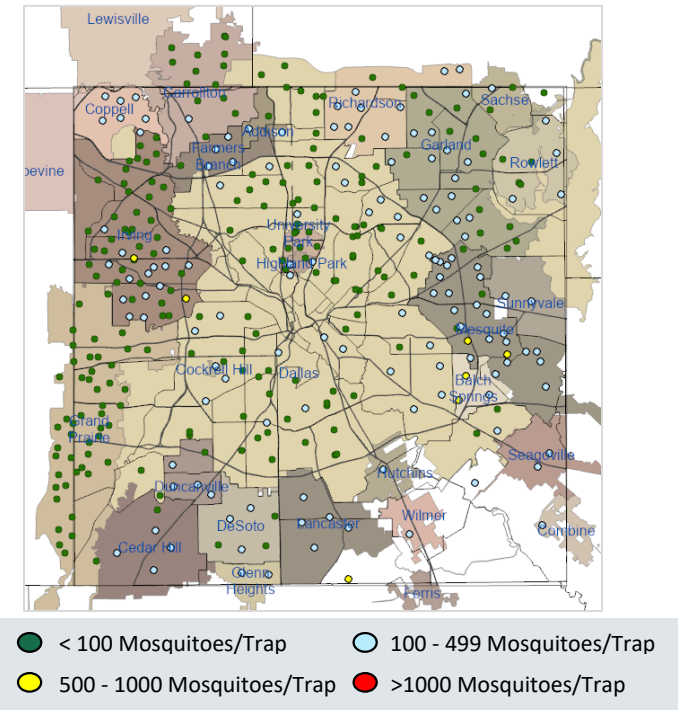 Lewisville
Carrollton
Coppell
Addison
Richardson
Sachse
Farmers
Branch
Garland
Rowlett
evine
Irving
University
Park
Highland Park
Sunnyvale
Mesquite
Cockrell Hill
Dallas
Balch
Springs
Grand
Prairie
Seagoville
Hutchins
Duncanville
DeSoto
Lancaster
Wilmer
Combine
Cedar Hill
Glenn
Heights
Ferris
< 100 Mosquitoes/Trap
100 - 499 Mosquitoes/Trap
500 - 1000 Mosquitoes/Trap
>1000 Mosquitoes/Trap